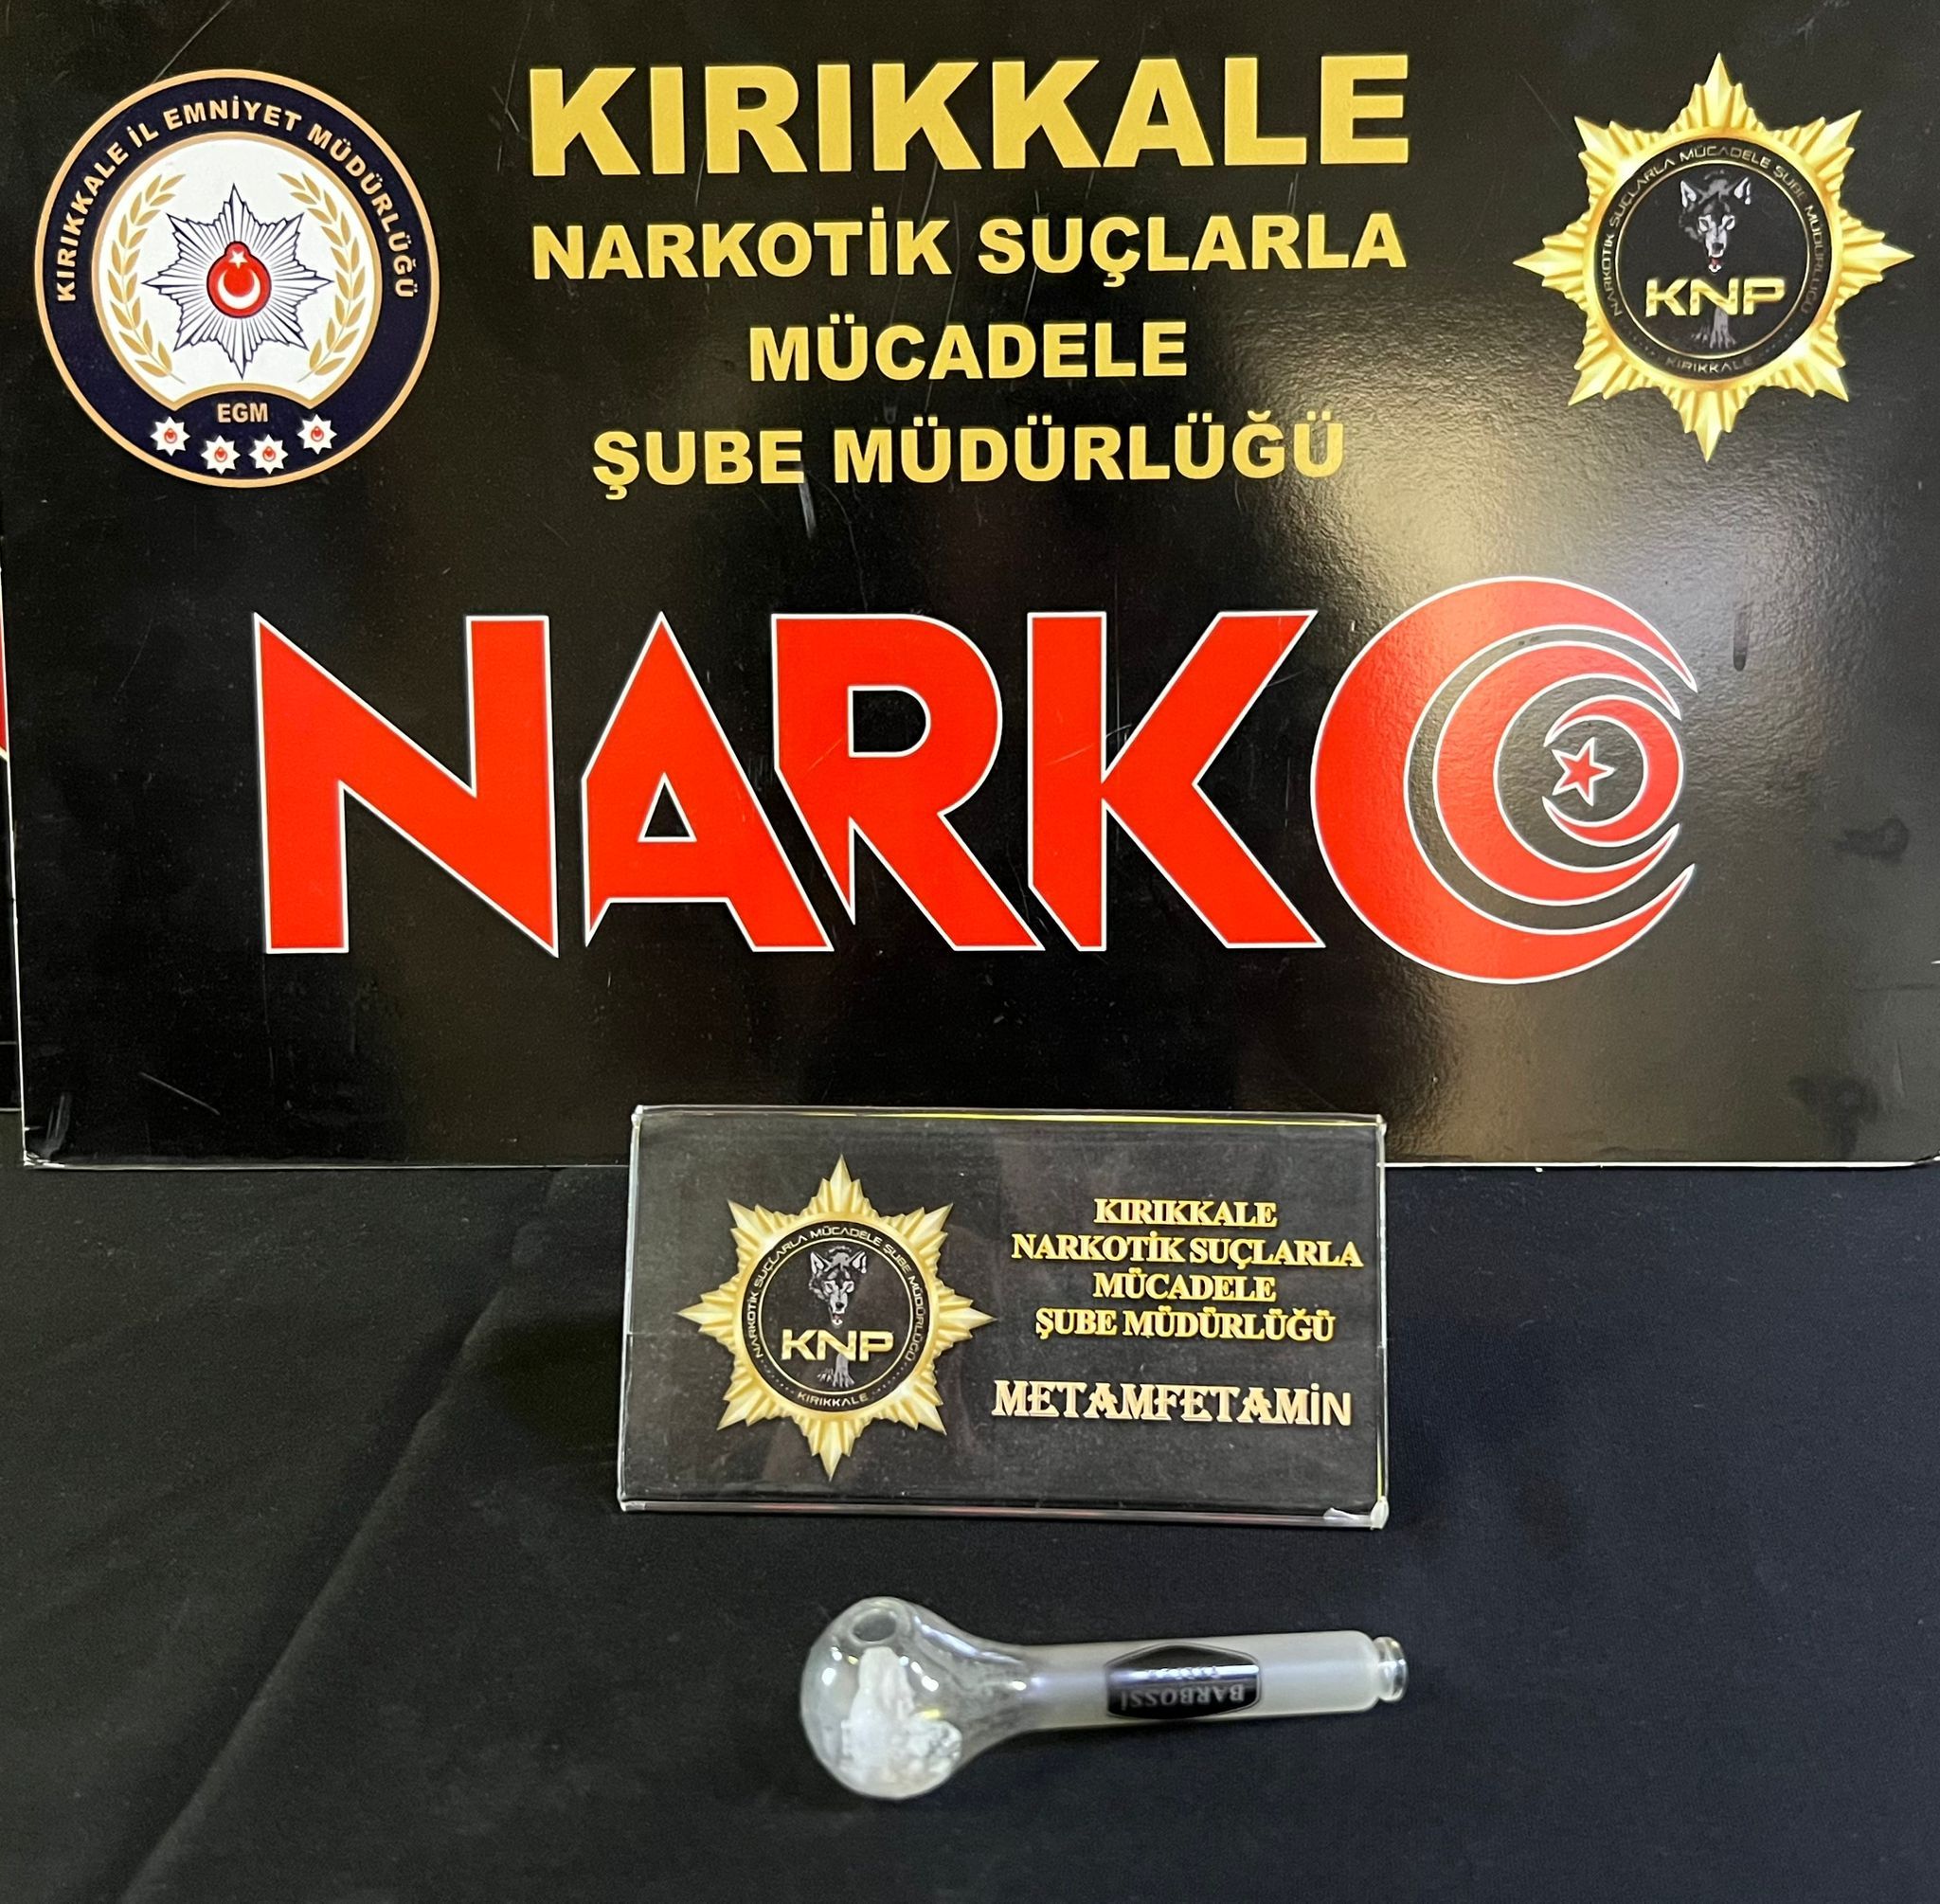 KIRIKKALE İL EMNİYET MÜDÜRLÜĞÜ
EGM
KIRIKKALE
NARKOTİK SUÇLARLA
MÜCADELE
ŞUBE MÜDÜRLÜĞÜ
NARKOTİK SUÇLARLA MÜCADELE ŞUBE MÜDÜRLÜĞÜ
KNP
KIRIKKALE
NARKO
NARKOTİK SUÇLARLA MÜCADELE ŞUBE MÜDÜRLÜĞÜ
KNP
KIRIKKALE
KIRIKKALE
NARKOTİK SUÇLARLA
MÜCADELE
ŞUBE MÜDÜRLÜĞÜ
METAMFETAMİN
BARBOSSİ